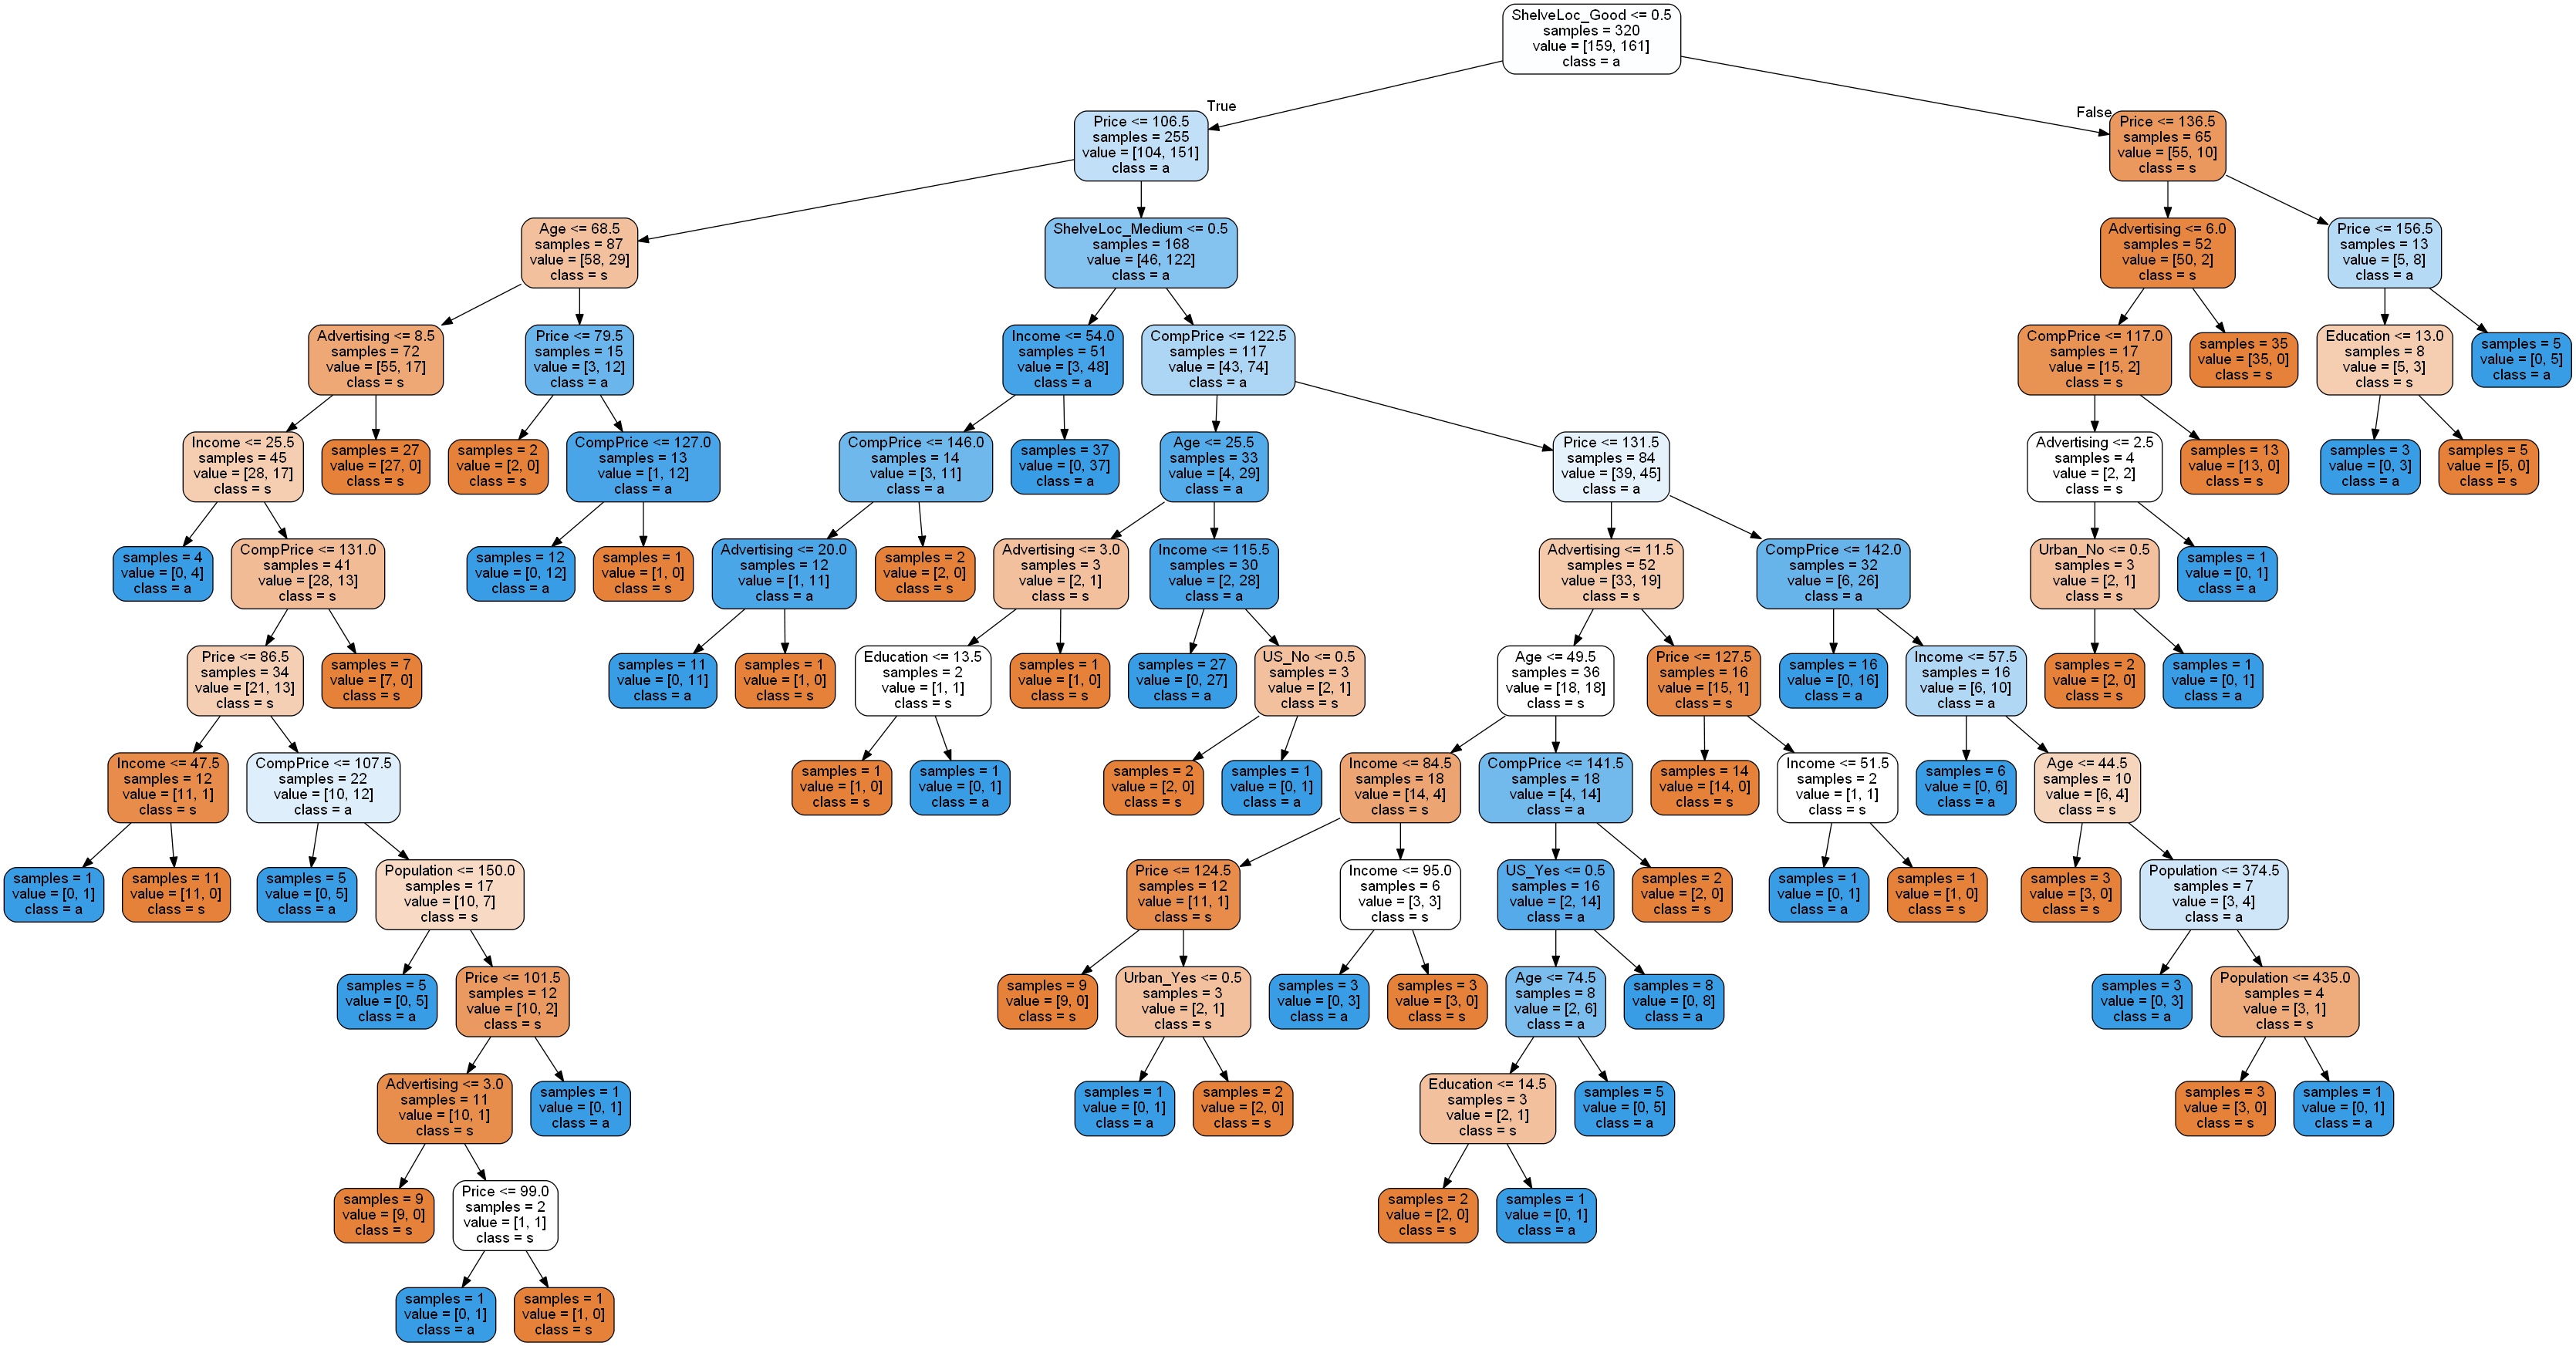 ShelveLoc_Good <= 0.5
samples = 320
value = [159, 161]
class = a
True
False
Price <= 106.5
samples = 255
value = [104, 151]
class = a
Price <= 136.5
samples = 65
value = [55, 10]
class = s
Age <= 68.5
samples = 87
value = [58, 29]
class = s
ShelveLoc_Medium <= 0.5
samples = 168
value = [46, 122]
class = a
Advertising <= 6.0
samples = 52
value = [50, 2]
class = s
Price <= 156.5
samples = 13
value = [5, 8]
class = a
Advertising <= 8.5
samples = 72
value = [55, 17]
class = s
Price <= 79.5
samples = 15
value = [3, 12]
class = a
Income <= 54.0
samples = 51
value = [3, 48]
class = a
CompPrice <= 122.5
samples = 117
value = [43, 74]
class = a
CompPrice <= 117.0
samples = 17
value = [15, 2]
class = s
samples = 35
value = [35, 0]
class = s
Education <= 13.0
samples = 8
value = [5, 3]
class = s
samples = 5
value = [0, 5]
class = a
Income <= 25.5
samples = 45
value = [28, 17]
class = s
samples = 27
value = [27, 0]
class = s
samples = 2
value = [2, 0]
class = s
CompPrice <= 127.0
samples = 13
value = [1, 12]
class = a
CompPrice <= 146.0
samples = 14
value = [3, 11]
class = a
samples = 37
value = [0, 37]
class = a
Age <= 25.5
samples = 33
value = [4, 29]
class = a
Price <= 131.5
samples = 84
value = [39, 45]
class = a
Advertising <= 2.5
samples = 4
value = [2, 2]
class = s
samples = 13
value = [13, 0]
class = s
samples = 3
value = [0, 3]
class = a
samples = 5
value = [5, 0]
class = s
samples = 4
value = [0, 4]
class = a
CompPrice <= 131.0
samples = 41
value = [28, 13]
class = s
samples = 12
value = [0, 12]
class = a
samples = 1
value = [1, 0]
class = s
Advertising <= 20.0
samples = 12
value = [1, 11]
class = a
samples = 2
value = [2, 0]
class = s
Advertising <= 3.0
samples = 3
value = [2, 1]
class = s
Income <= 115.5
samples = 30
value = [2, 28]
class = a
Advertising <= 11.5
samples = 52
value = [33, 19]
class = s
CompPrice <= 142.0
samples = 32
value = [6, 26]
class = a
Urban_No <= 0.5
samples = 3
value = [2, 1]
class = s
samples = 1
value = [0, 1]
class = a
Price <= 86.5
samples = 34
value = [21, 13]
class = s
samples = 7
value = [7, 0]
class = s
samples = 11
value = [0, 11]
class = a
samples = 1
value = [1, 0]
class = s
Education <= 13.5
samples = 2
value = [1, 1]
class = s
samples = 1
value = [1, 0]
class = s
samples = 27
value = [0, 27]
class = a
US_No <= 0.5
samples = 3
value = [2, 1]
class = s
Age <= 49.5
samples = 36
value = [18, 18]
class = s
Price <= 127.5
samples = 16
value = [15, 1]
class = s
samples = 16
value = [0, 16]
class = a
Income <= 57.5
samples = 16
value = [6, 10]
class = a
samples = 2
value = [2, 0]
class = s
samples = 1
value = [0, 1]
class = a
Income <= 47.5
samples = 12
value = [11, 1]
class = s
CompPrice <= 107.5
samples = 22
value = [10, 12]
class = a
samples = 1
value = [1, 0]
class = s
samples = 1
value = [0, 1]
class = a
samples = 2
value = [2, 0]
class = s
samples = 1
value = [0, 1]
class = a
Income <= 84.5
samples = 18
value = [14, 4]
class = s
CompPrice <= 141.5
samples = 18
value = [4, 14]
class = a
samples = 14
value = [14, 0]
class = s
Income <= 51.5
samples = 2
value = [1, 1]
class = s
samples = 6
value = [0, 6]
class = a
Age <= 44.5
samples = 10
value = [6, 4]
class = s
samples = 1
value = [0, 1]
class = a
samples = 11
value = [11, 0]
class = s
samples = 5
value = [0, 5]
class = a
Population <= 150.0
samples = 17
value = [10, 7]
class = s
Price <= 124.5
samples = 12
value = [11, 1]
class = s
Income <= 95.0
samples = 6
value = [3, 3]
class = s
US_Yes <= 0.5
samples = 16
value = [2, 14]
class = a
samples = 2
value = [2, 0]
class = s
samples = 1
value = [0, 1]
class = a
samples = 1
value = [1, 0]
class = s
samples = 3
value = [3, 0]
class = s
Population <= 374.5
samples = 7
value = [3, 4]
class = a
samples = 5
value = [0, 5]
class = a
Price <= 101.5
samples = 12
value = [10, 2]
class = s
samples = 9
value = [9, 0]
class = s
Urban_Yes <= 0.5
samples = 3
value = [2, 1]
class = s
samples = 3
value = [0, 3]
class = a
samples = 3
value = [3, 0]
class = s
Age <= 74.5
samples = 8
value = [2, 6]
class = a
samples = 8
value = [0, 8]
class = a
samples = 3
value = [0, 3]
class = a
Population <= 435.0
samples = 4
value = [3, 1]
class = s
Advertising <= 3.0
samples = 11
value = [10, 1]
class = s
samples = 1
value = [0, 1]
class = a
samples = 1
value = [0, 1]
class = a
samples = 2
value = [2, 0]
class = s
Education <= 14.5
samples = 3
value = [2, 1]
class = s
samples = 5
value = [0, 5]
class = a
samples = 3
value = [3, 0]
class = s
samples = 1
value = [0, 1]
class = a
samples = 9
value = [9, 0]
class = s
Price <= 99.0
samples = 2
value = [1, 1]
class = s
samples = 2
value = [2, 0]
class = s
samples = 1
value = [0, 1]
class = a
samples = 1
value = [0, 1]
class = a
samples = 1
value = [1, 0]
class = s